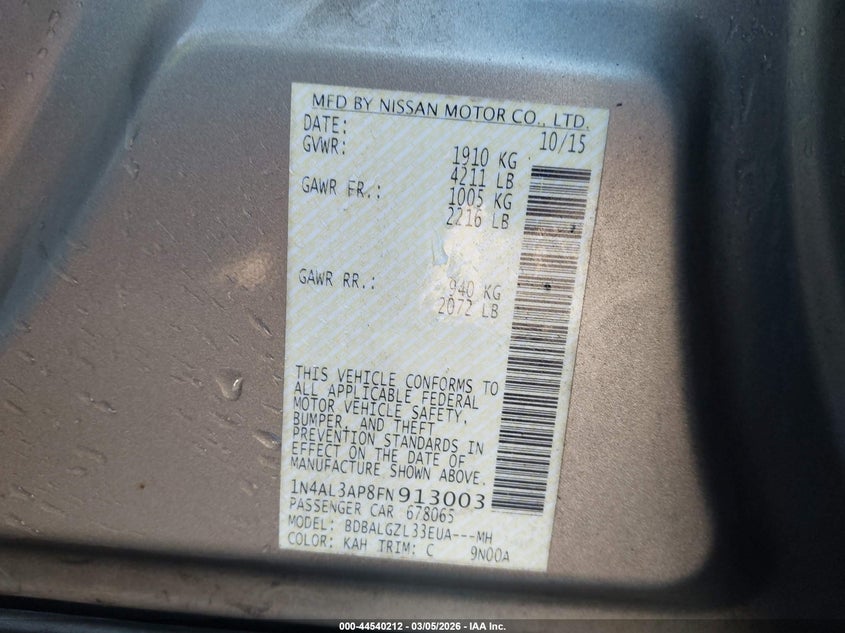 MFD BY NISSAN MOTOR CO., LTD.
DATE: 10/15
GVWR: 1910 KG
4211 LB
GAWR FR.: 1005 KG
2216 LB
GAWR RR.: 940 KG
2072 LB
THIS VEHICLE CONFORMS TO
ALL APPLICABLE FEDERAL
MOTOR VEHICLE SAFETY,
BUMPER, AND THEFT
PREVENTION STANDARDS IN
EFFECT ON THE DATE OF
MANUFACTURE SHOWN ABOVE.
1N4AL3AP8FN913003
PASSENGER CAR 678065
MODEL: BDBALGZL33EUA---MH
COLOR: KAH TRIM: C 9N00A
000-44540212 - 03/05/2026 - IAA Inc.